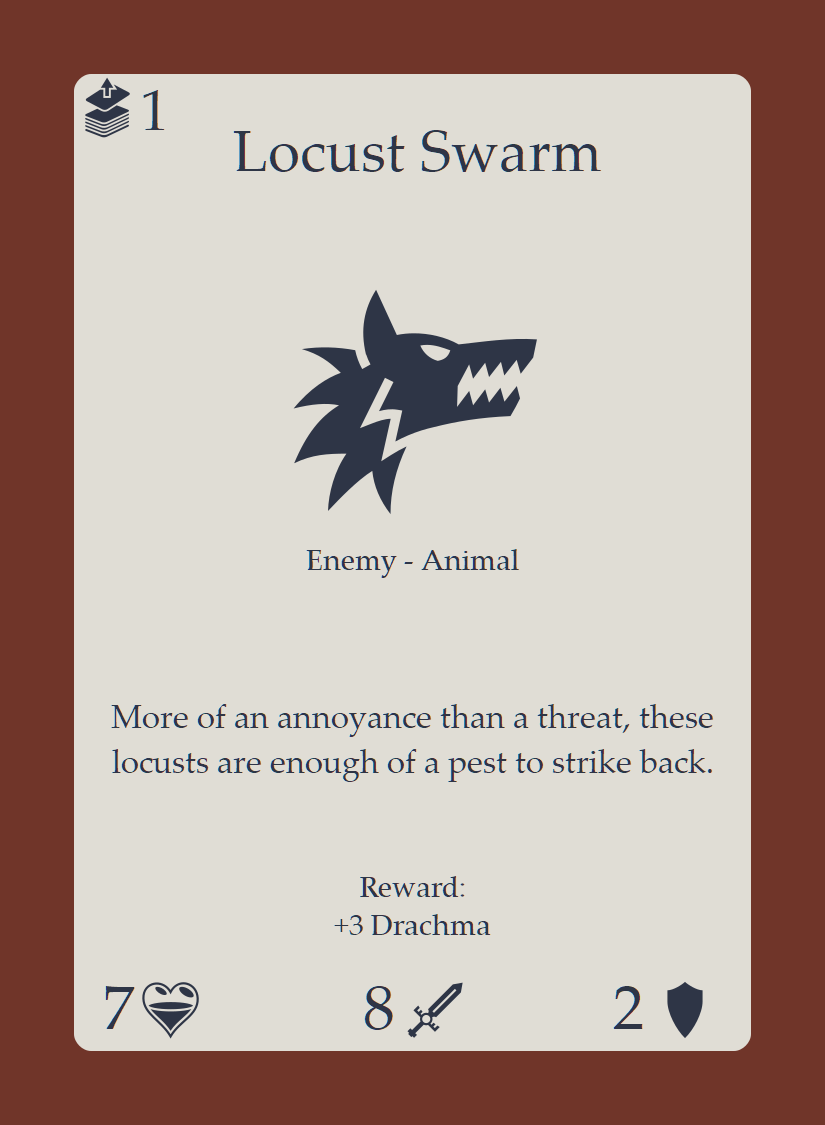 1
Locust Swarm
Enemy - Animal
More of an annoyance than a threat, these
locusts are enough of a pest to strike back.
Reward:
+3 Drachma
7 8 2